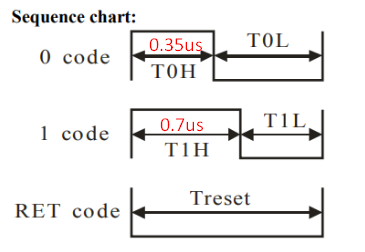 Sequence chart:
0 code 0.35us T0H T0L
1 code 0.7us T1H T1L
RET code Treset